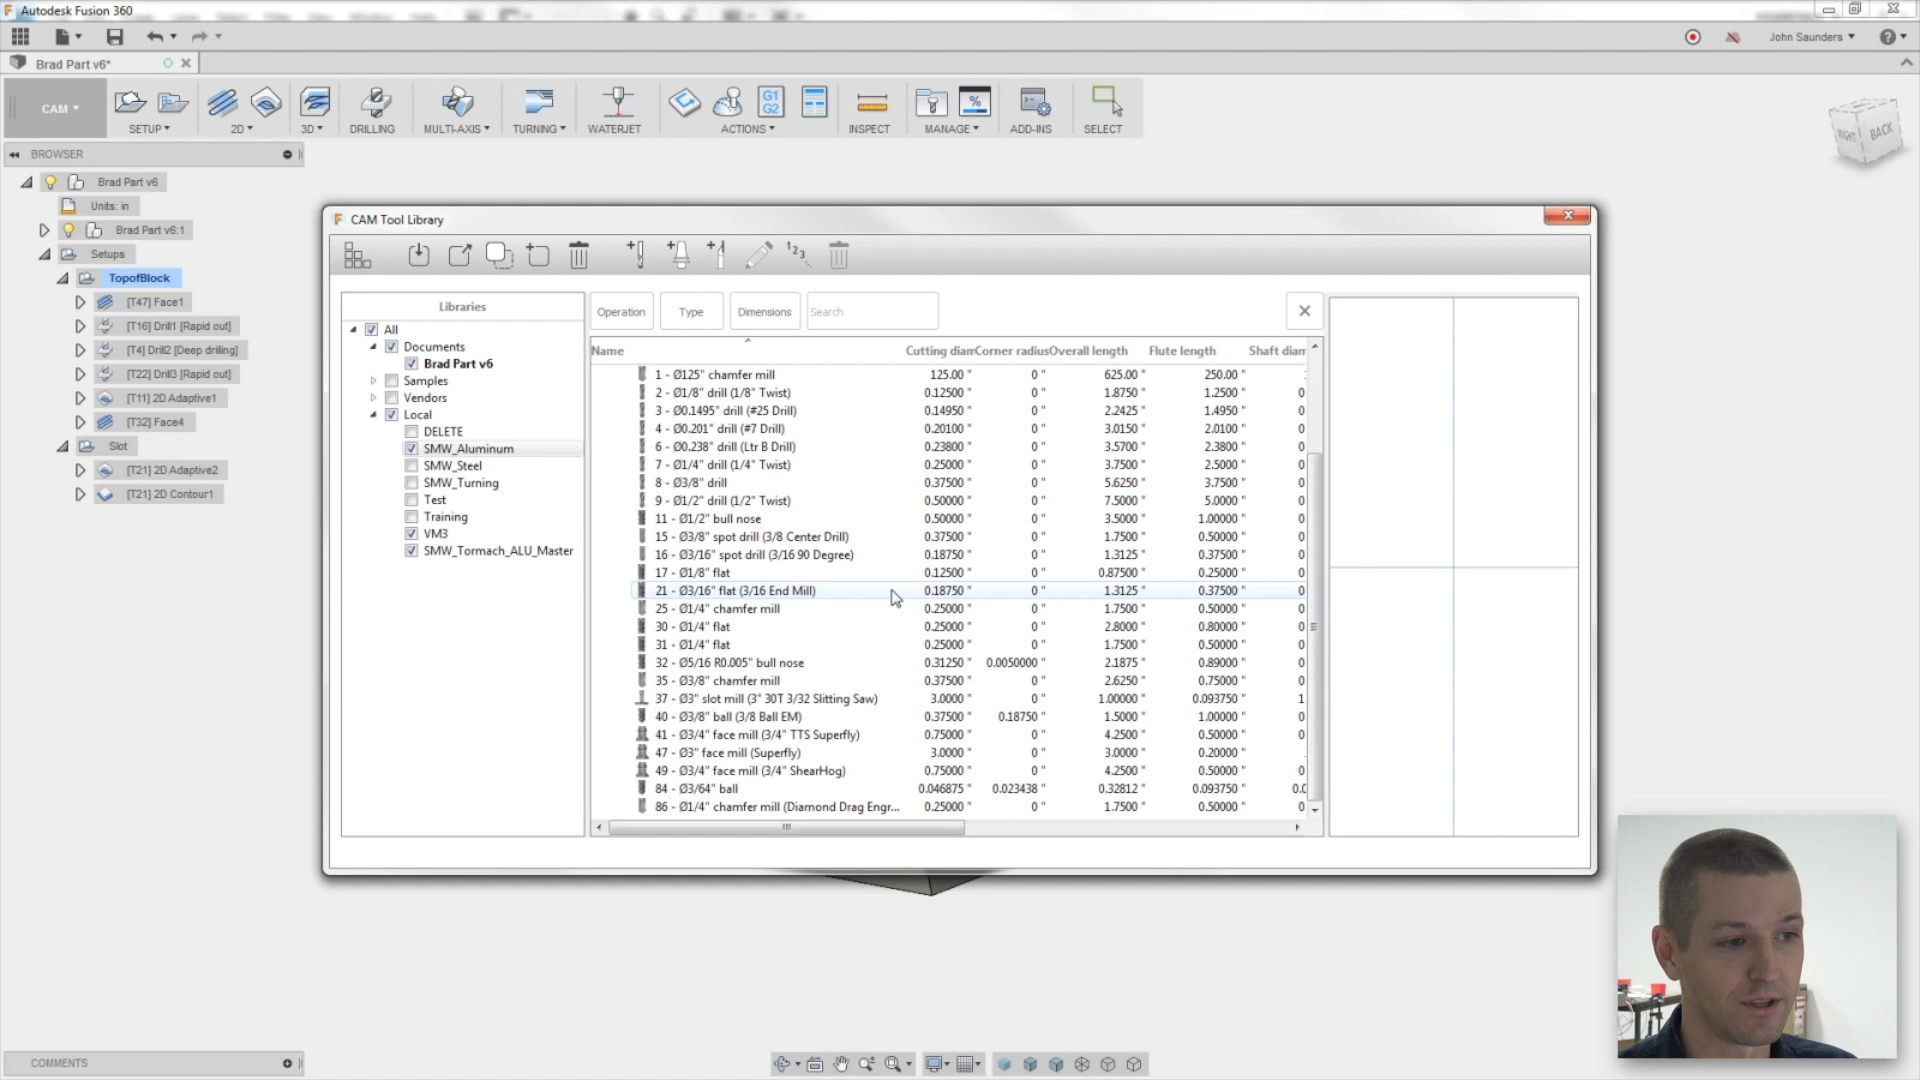 Autodesk Fusion 360
John Saunders
Brad Part v6*
CAM
SETUP
2D
3D
DRILLING
MULTI-AXIS
TURNING
WATERJET
G1
G2
ACTIONS
INSPECT
%
MANAGE
ADD-INS
SELECT
RIGHT
BACK
BROWSER
Brad Part v6
Units: in
Brad Part v6:1
Setups
TopofBlock
[T47] Face1
[T16] Drill1 [Rapid out]
[T4] Drill2 [Deep drilling]
[T22] Drill3 [Rapid out]
[T11] 2D Adaptive1
[T32] Face4
Slot
[T21] 2D Adaptive2
[T21] 2D Contour1
CAM Tool Library
123
Libraries
All
Documents
Brad Part v6
Samples
Vendors
Local
DELETE
SMW_Aluminum
SMW_Steel
SMW_Turning
Test
Training
VM3
SMW_Tormach_ALU_Master
Operation Type Dimensions Search
Name Cutting diam Corner radius Overall length Flute length Shaft diam
1 - Ø125" chamfer mill 125.00 " 0 " 625.00 " 250.00 "
2 - Ø1/8" drill (1/8" Twist) 0.12500 " 0 " 1.8750 " 1.2500 " 0
3 - Ø0.1495" drill (#25 Drill) 0.14950 " 0 " 2.2425 " 1.4950 " 0
4 - Ø0.201" drill (#7 Drill) 0.20100 " 0 " 3.0150 " 2.0100 " 0
6 - Ø0.238" drill (Ltr B Drill) 0.23800 " 0 " 3.5700 " 2.3800 " 0
7 - Ø1/4" drill (1/4" Twist) 0.25000 " 0 " 3.7500 " 2.5000 " 0
8 - Ø3/8" drill 0.37500 " 0 " 5.6250 " 3.7500 " 0
9 - Ø1/2" drill (1/2" Twist) 0.50000 " 0 " 7.5000 " 5.0000 " 0
11 - Ø1/2" bull nose 0.50000 " 0 " 3.5000 " 1.00000 " 0
15 - Ø3/8" spot drill (3/8 Center Drill) 0.37500 " 0 " 1.7500 " 0.50000 " 0
16 - Ø3/16" spot drill (3/16 90 Degree) 0.18750 " 0 " 1.3125 " 0.37500 " 0
17 - Ø1/8" flat 0.12500 " 0 " 0.87500 " 0.25000 " 0
21 - Ø3/16" flat (3/16 End Mill) 0.18750 " 0 " 1.3125 " 0.37500 " 0
25 - Ø1/4" chamfer mill 0.25000 " 0 " 1.7500 " 0.50000 " 0
30 - Ø1/4" flat 0.25000 " 0 " 2.8000 " 0.80000 " 0
31 - Ø1/4" flat 0.25000 " 0 " 1.7500 " 0.50000 " 0
32 - Ø5/16 R0.005" bull nose 0.31250 " 0.0050000 " 2.1875 " 0.89000 " 0
35 - Ø3/8" chamfer mill 0.37500 " 0 " 2.6250 " 0.75000 " 0
37 - Ø3" slot mill (3" 30T 3/32 Slitting Saw) 3.0000 " 0 " 1.00000 " 0.093750 " 1
40 - Ø3/8" ball (3/8 Ball EM) 0.37500 " 0.18750 " 1.5000 " 1.00000 " 0
41 - Ø3/4" face mill (3/4" TTS Superfly) 0.75000 " 0 " 4.2500 " 0.50000 " 0
47 - Ø3" face mill (Superfly) 3.0000 " 0 " 3.0000 " 0.20000 "
49 - Ø3/4" face mill (3/4" ShearHog) 0.75000 " 0 " 4.2500 " 0.50000 " 0
84 - Ø3/64" ball 0.046875 " 0.023438 " 0.32812 " 0.093750 " 0.0
86 - Ø1/4" chamfer mill (Diamond Drag Engr... 0.25000 " 0 " 1.7500 " 0.50000 " 0
COMMENTS